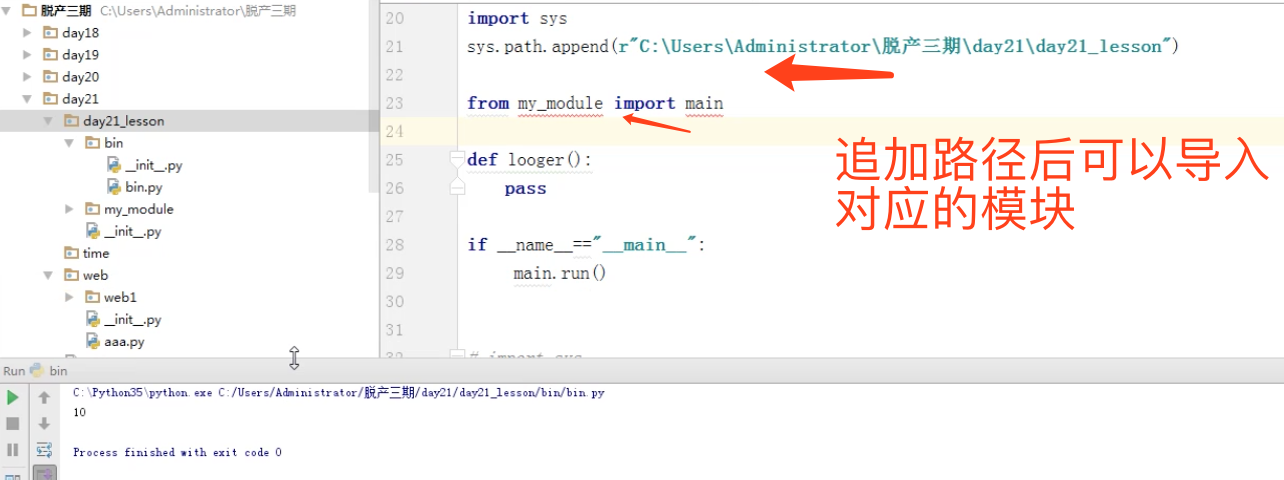 脱产三期 C:\Users\Administrator\脱产三期
day18
day19
day20
day21
day21_lesson
bin
__init__.py
bin.py
my_module
__init__.py
time
web
web1
__init__.py
aaa.py
20 import sys
21 sys.path.append(r"C:\Users\Administrator\脱产三期\day21\day21_lesson")
22
23 from my_module import main
24
25 def looger():
26 pass
27
28 if __name__=="__main__":
29 main.run()
30
31
32 # import sys
追加路径后可以导入
对应的模块
Run bin
C:\Python35\python.exe C:/Users/Administrator/脱产三期/day21/day21_lesson/bin/bin.py
10
Process finished with exit code 0